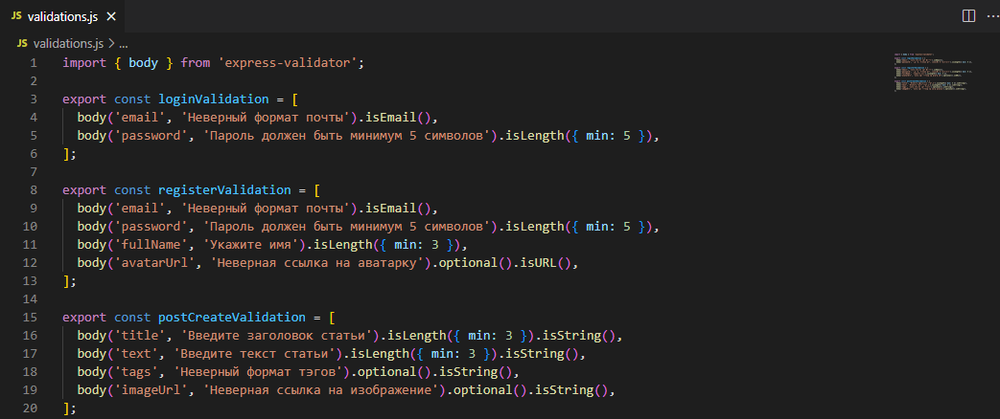 JS validations.js ×
JS validations.js > ...
1 import { body } from 'express-validator';
2
3 export const loginValidation = [
4 body('email', 'Неверный формат почты').isEmail(),
5 body('password', 'Пароль должен быть минимум 5 символов').isLength({ min: 5 }),
6 ];
7
8 export const registerValidation = [
9 body('email', 'Неверный формат почты').isEmail(),
10 body('password', 'Пароль должен быть минимум 5 символов').isLength({ min: 5 }),
11 body('fullName', 'Укажите имя').isLength({ min: 3 }),
12 body('avatarUrl', 'Неверная ссылка на аватарку').optional().isURL(),
13 ];
14
15 export const postCreateValidation = [
16 body('title', 'Введите заголовок статьи').isLength({ min: 3 }).isString(),
17 body('text', 'Введите текст статьи').isLength({ min: 3 }).isString(),
18 body('tags', 'Неверный формат тэгов').optional().isString(),
19 body('imageUrl', 'Неверная ссылка на изображение').optional().isString(),
20 ];